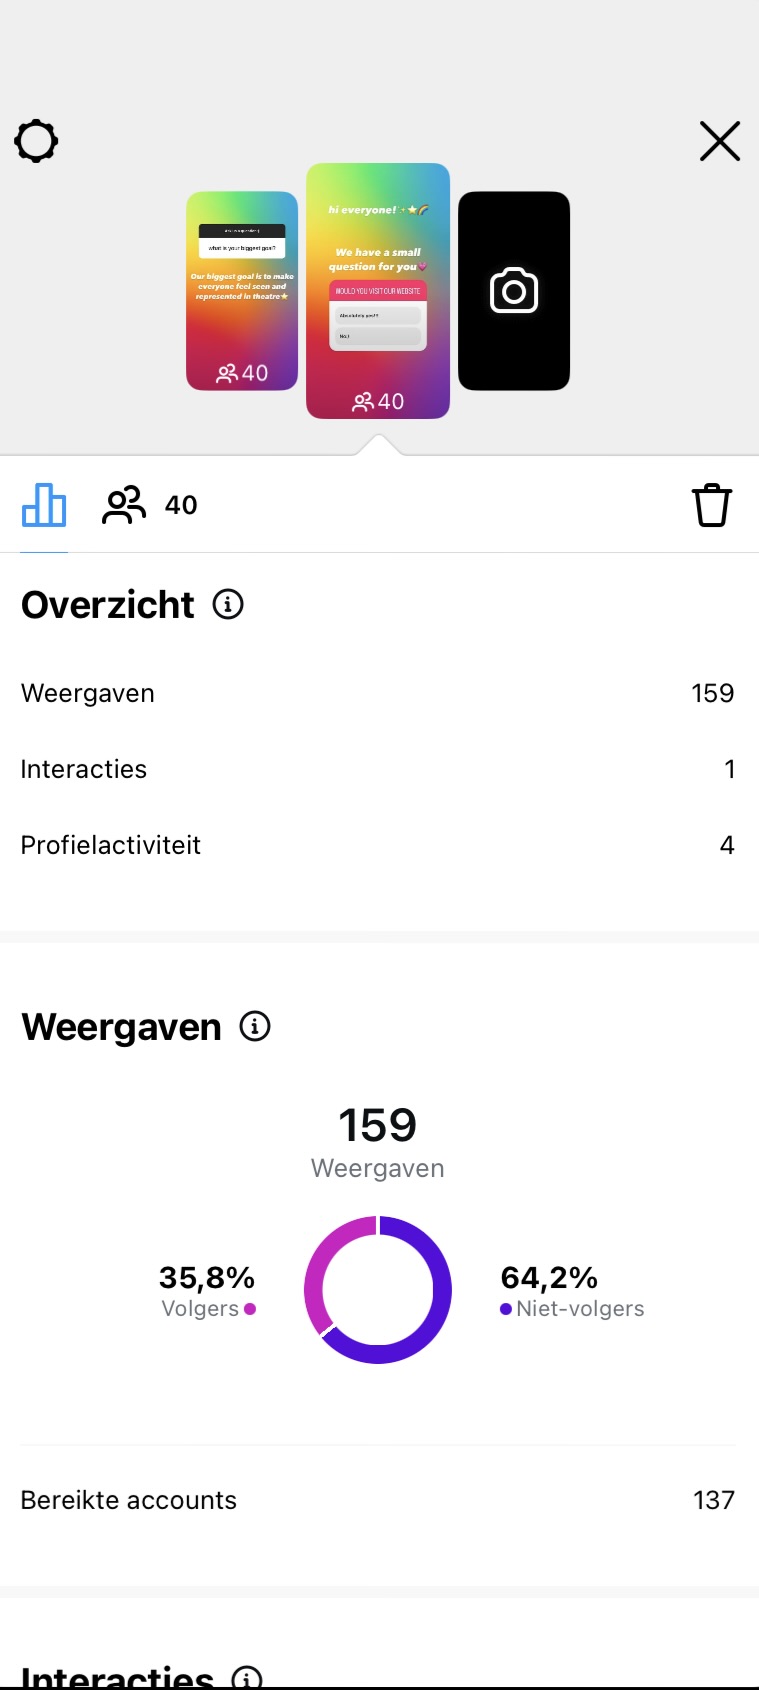 what is your biggest goal?
Our biggest goal is to make
everyone feel seen and
represented in theatre⭐
40
hi everyone! ✨⭐🌈
We have a small
question for you💗
WOULD YOU VISIT OUR WEBSITE
Absolutely yes!!!
No:(
40
40
Overzicht
Weergaven 159
Interacties 1
Profielactiviteit 4
Weergaven
159
Weergaven
35,8% 64,2%
Volgers Niet-volgers
Bereikte accounts 137
Interacties